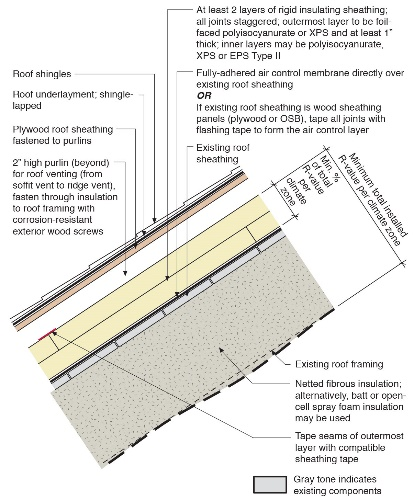 At least 2 layers of rigid insulating sheathing;
all joints staggered; outermost layer to be foil-
faced polyisocyanurate or XPS and at least 1"
thick; inner layers may be polyisocyanurate,
XPS or EPS Type II
Roof shingles
Fully-adhered air control membrane directly over
existing roof sheathing
OR
If existing roof sheathing is wood sheathing
panels (plywood or OSB), tape all joints with
flashing tape to form the air control layer
Roof underlayment; shingle-
lapped
Plywood roof sheathing
fastened to purlins
Existing roof
sheathing
2" high purlin (beyond)
for roof venting (from
soffit vent to ridge vent),
fasten through insulation
to roof framing with
corrosion-resistant
exterior wood screws
Min. %
of total
R-value
per
climate
zone
Minimum total installed
R-value per climate zone
Existing roof framing
Netted fibrous insulation;
alternatively, batt or open-
cell spray foam insulation
may be used
Tape seams of outermost
layer with compatible
sheathing tape
Gray tone indicates
existing components